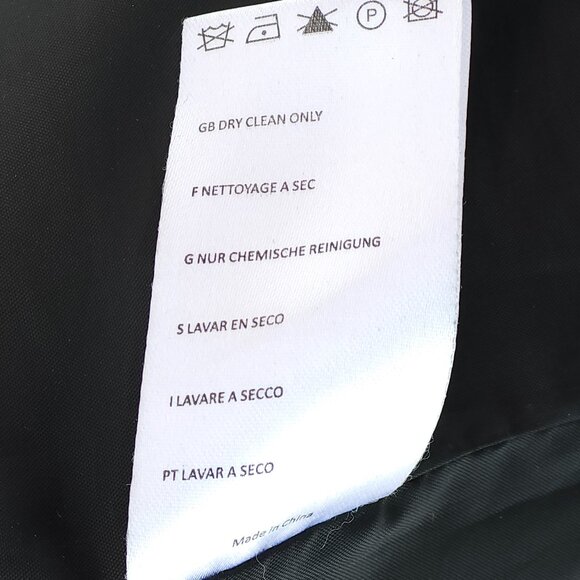 P
GB DRY CLEAN ONLY
F NETTOYAGE A SEC
G NUR CHEMISCHE REINIGUNG
S LAVAR EN SECO
I LAVARE A SECCO
PT LAVAR A SECO
Made in China